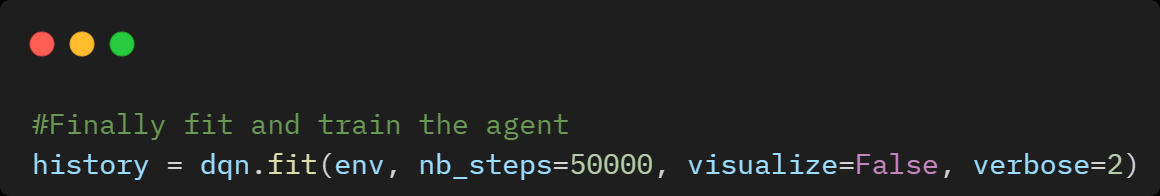 #Finally fit and train the agent
history = dqn.fit(env, nb_steps=50000, visualize=False, verbose=2)